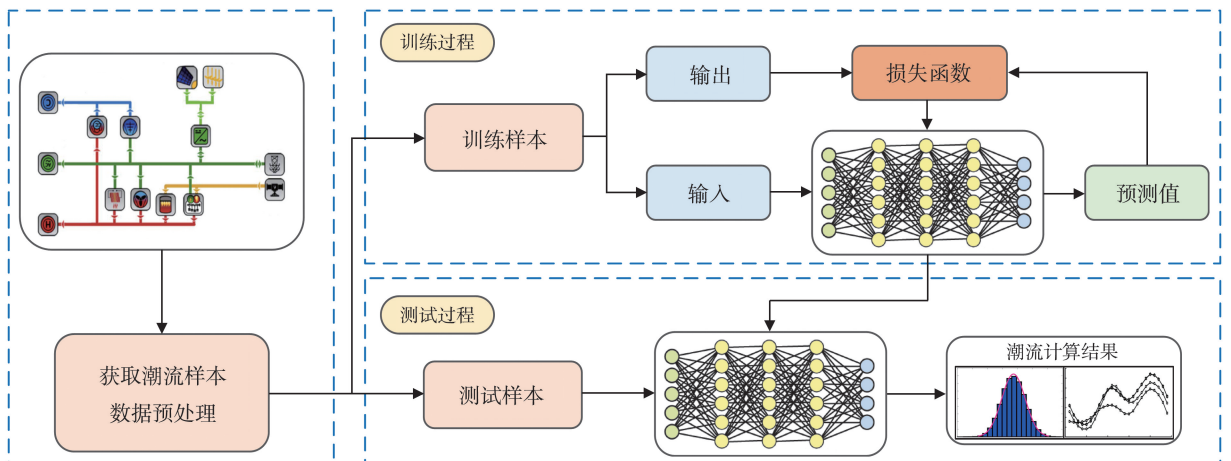 训练过程
输出
损失函数
训练样本
输入
预测值
测试过程
获取潮流样本
数据预处理
测试样本
潮流计算结果